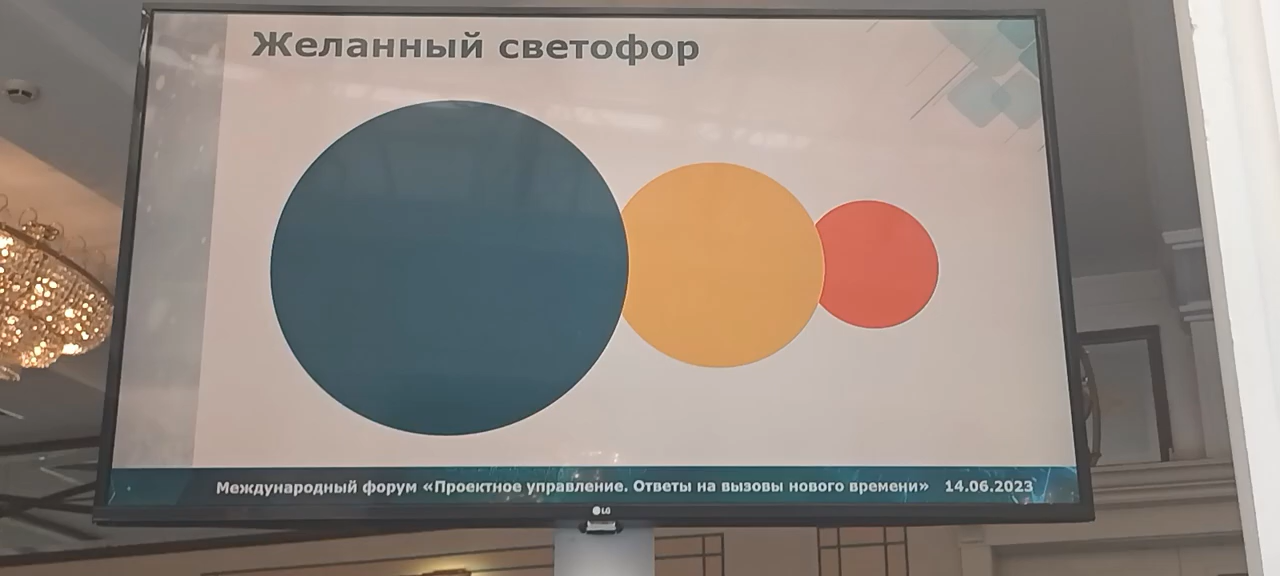 Желанный светофор
Международный форум «Проектное управление. Ответы на вызовы нового времени» 14.06.2023
LG